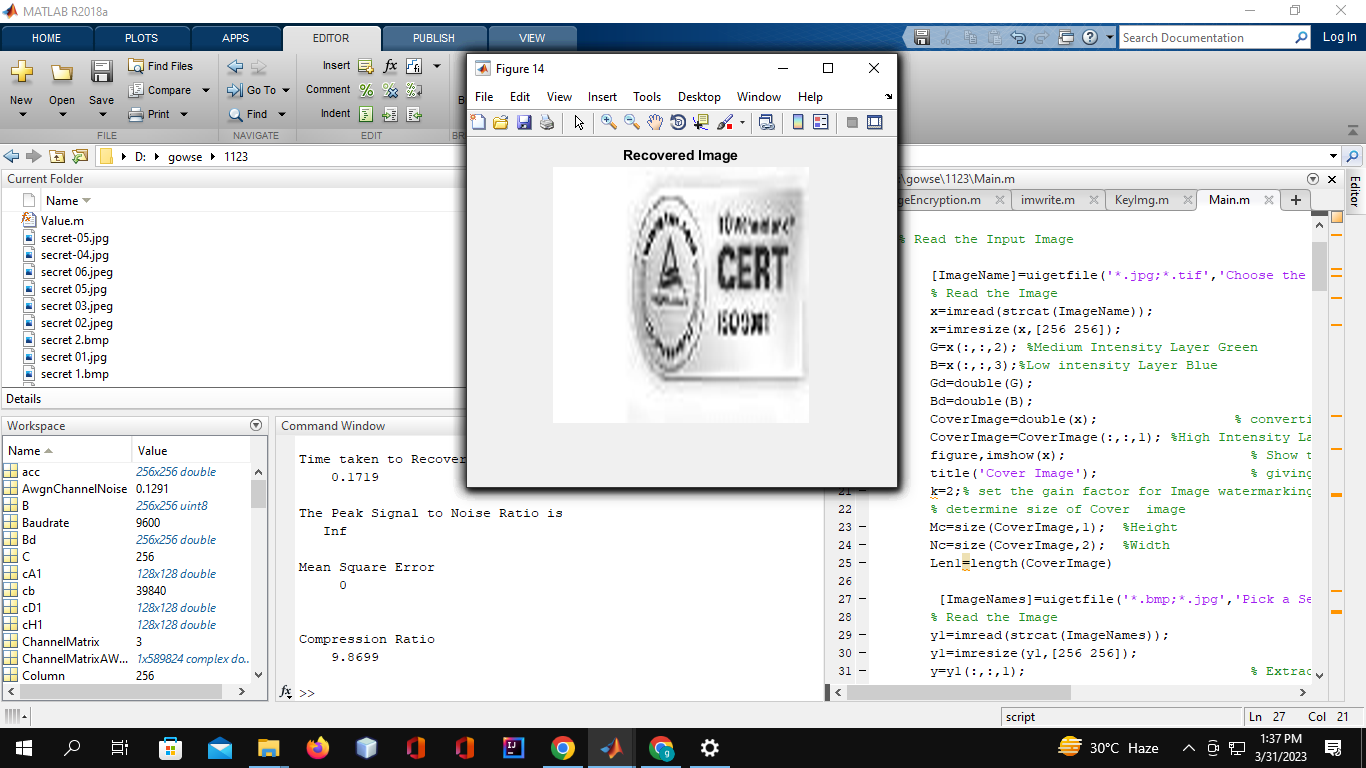 MATLAB R2018a
HOME PLOTS APPS EDITOR PUBLISH VIEW
Search Documentation
Log In
New Open Save
Find Files
Compare
Print
FILE
Go To
Find
NAVIGATE
Insert
Comment
Indent
EDIT
D: gowse 1123
Current Folder
Name
Value.m
secret-05.jpg
secret-04.jpg
secret 06.jpeg
secret 05.jpg
secret 03.jpeg
secret 02.jpeg
secret 2.bmp
secret 01.jpg
secret 1.bmp
Details
Workspace
Name Value
acc 256x256 double
AwgnChannelNoise 0.1291
B 256x256 uint8
Baudrate 9600
Bd 256x256 double
C 256
cA1 128x128 double
cb 39840
cD1 128x128 double
cH1 128x128 double
ChannelMatrix 3
ChannelMatrixAW... 1x589824 complex do...
Column 256
Command Window
Time taken to Recover
0.1719
The Peak Signal to Noise Ratio is
Inf
Mean Square Error
0
Compression Ratio
9.8699
fx >>
Figure 14
File Edit View Insert Tools Desktop Window Help
Recovered Image
CERT
ISO 9001
\gowse\1123\Main.m
geEncryption.m imwrite.m KeyImg.m Main.m
Editor
% Read the Input Image
[ImageName]=uigetfile('*.jpg;*.tif','Choose the
% Read the Image
x=imread(strcat(ImageName));
x=imresize(x,[256 256]);
G=x(:,:,2); %Medium Intensity Layer Green
B=x(:,:,3);%Low intensity Layer Blue
Gd=double(G);
Bd=double(B);
CoverImage=double(x); % converti
CoverImage=CoverImage(:,:,1); %High Intensity La
figure,imshow(x); % Show t
title('Cover Image'); % giving
21 k=2;% set the gain factor for Image watermarking
22 % determine size of Cover image
23 Mc=size(CoverImage,1); %Height
24 Nc=size(CoverImage,2); %Width
25 Len1=length(CoverImage)
26
27 [ImageNames]=uigetfile('*.bmp;*.jpg','Pick a Se
28 % Read the Image
29 y1=imread(strcat(ImageNames));
30 y1=imresize(y1,[256 256]);
31 y=y1(:,:,1); % Extrac
script
Ln 27 Col 21
30°C Haze
1:37 PM
3/31/2023